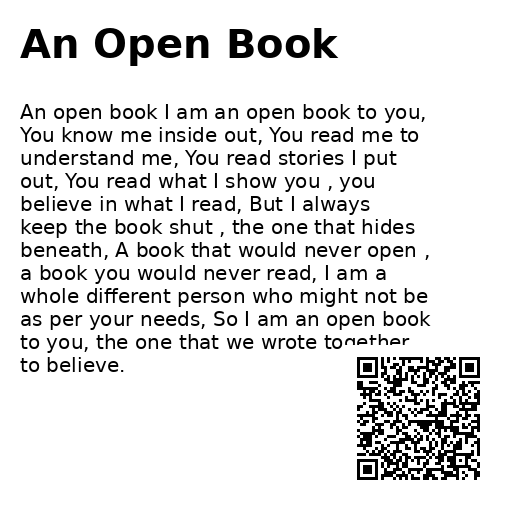 An Open Book
An open book I am an open book to you,
You know me inside out, You read me to
understand me, You read stories I put
out, You read what I show you , you
believe in what I read, But I always
keep the book shut , the one that hides
beneath, A book that would never open ,
a book you would never read, I am a
whole different person who might not be
as per your needs, So I am an open book
to you, the one that we wrote together
to believe.